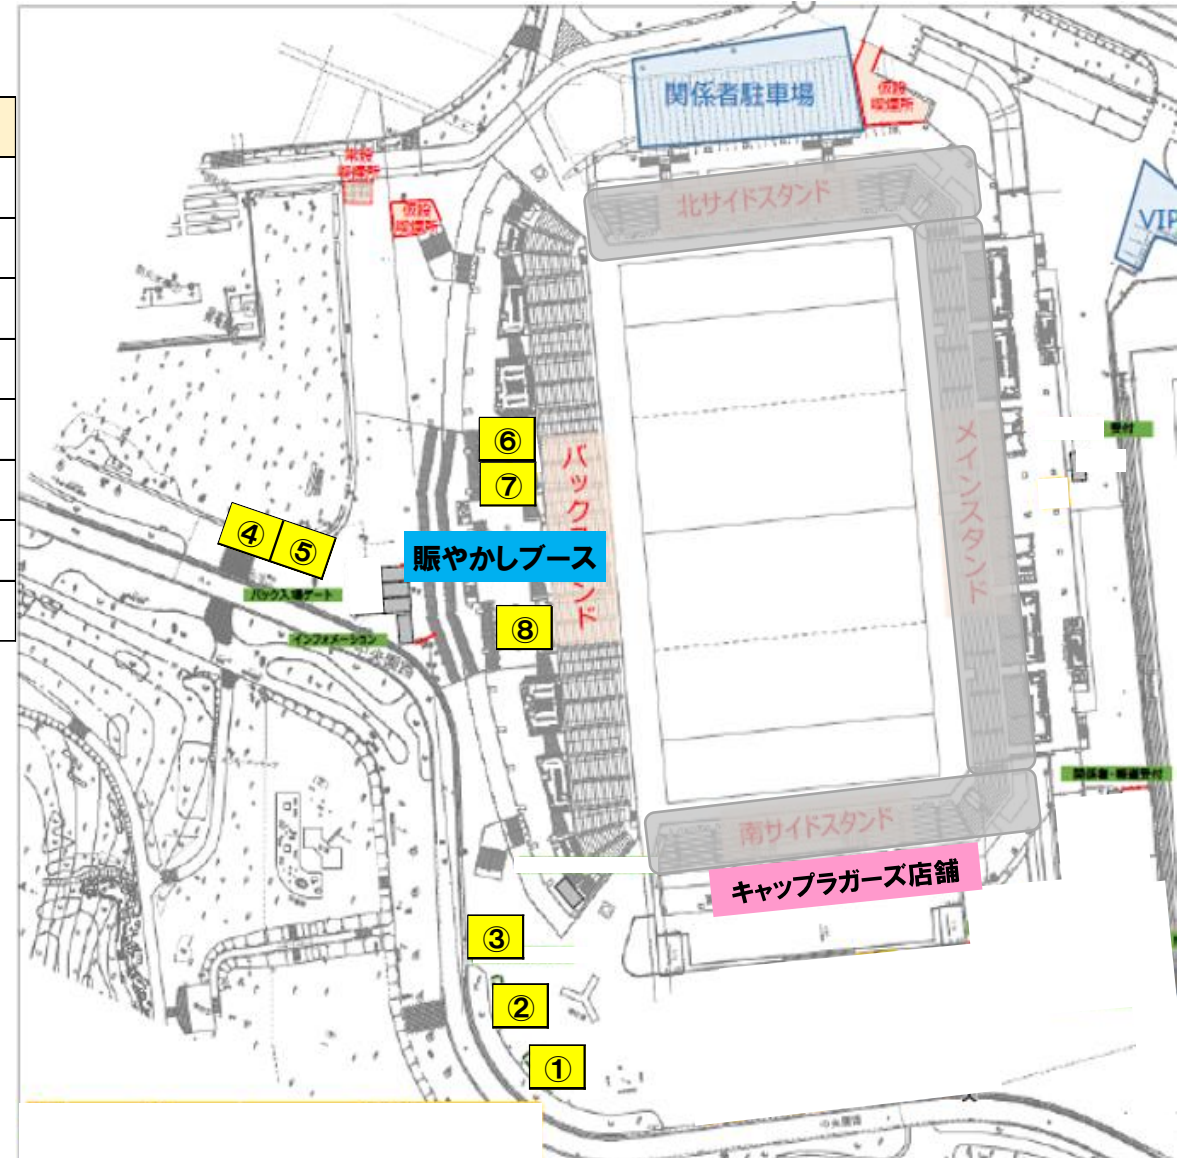 関係者駐車場
仮設
喫煙所
常設
喫煙所
仮設
喫煙所
北サイドスタンド
VIP
⑥
⑦
バック
ンド
メインスタンド
受付
④
⑤
賑やかしブース
バック入場ゲート
インフォメーション
⑧
関係者・報道受付
南サイドスタンド
キャップラガーズ店舗
③
②
①
中央園路